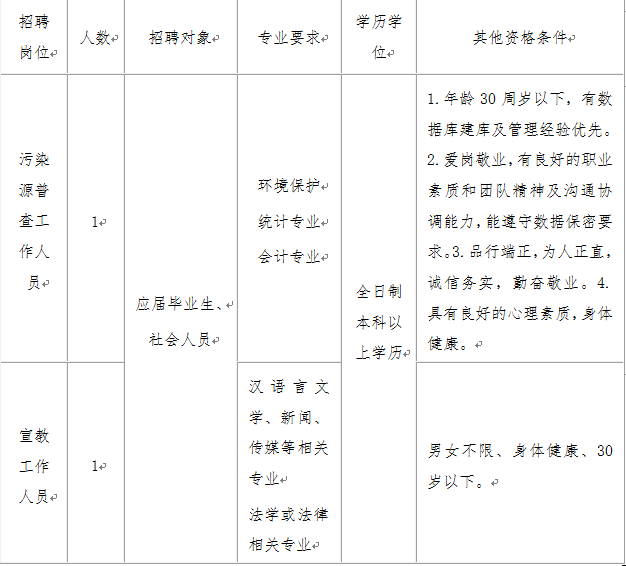 招聘
岗位
人数
招聘对象
专业要求
学历学
位
其他资格条件
污染
源普
查工
作人
员
1
应届毕业生、
社会人员
环境保护
统计专业
会计专业
全日制
本科以
上学历
1.年龄30周岁以下，有数
据库建库及管理经验优先。
2.爱岗敬业，有良好的职业
素质和团队精神及沟通协
调能力，能遵守数据保密要
求。3.品行端正，为人正直，
诚信务实，勤奋敬业。4.
具有良好的心理素质，身体
健康。
宣教
工作
人员
1
汉语言文
学、新闻、
传媒等相关
专业
法学或法律
相关专业
男女不限、身体健康、30
岁以下。